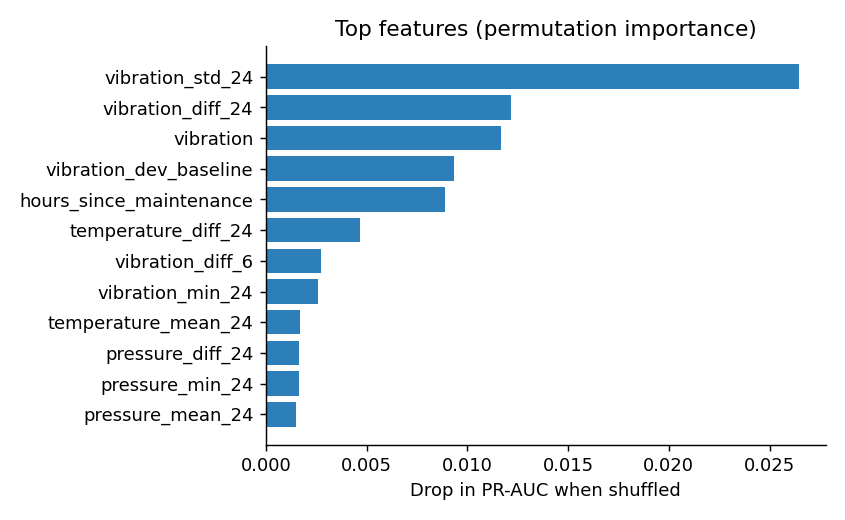 Top features (permutation importance)
vibration_std_24
vibration_diff_24
vibration
vibration_dev_baseline
hours_since_maintenance
temperature_diff_24
vibration_diff_6
vibration_min_24
temperature_mean_24
pressure_diff_24
pressure_min_24
pressure_mean_24
0.000 0.005 0.010 0.015 0.020 0.025
Drop in PR-AUC when shuffled